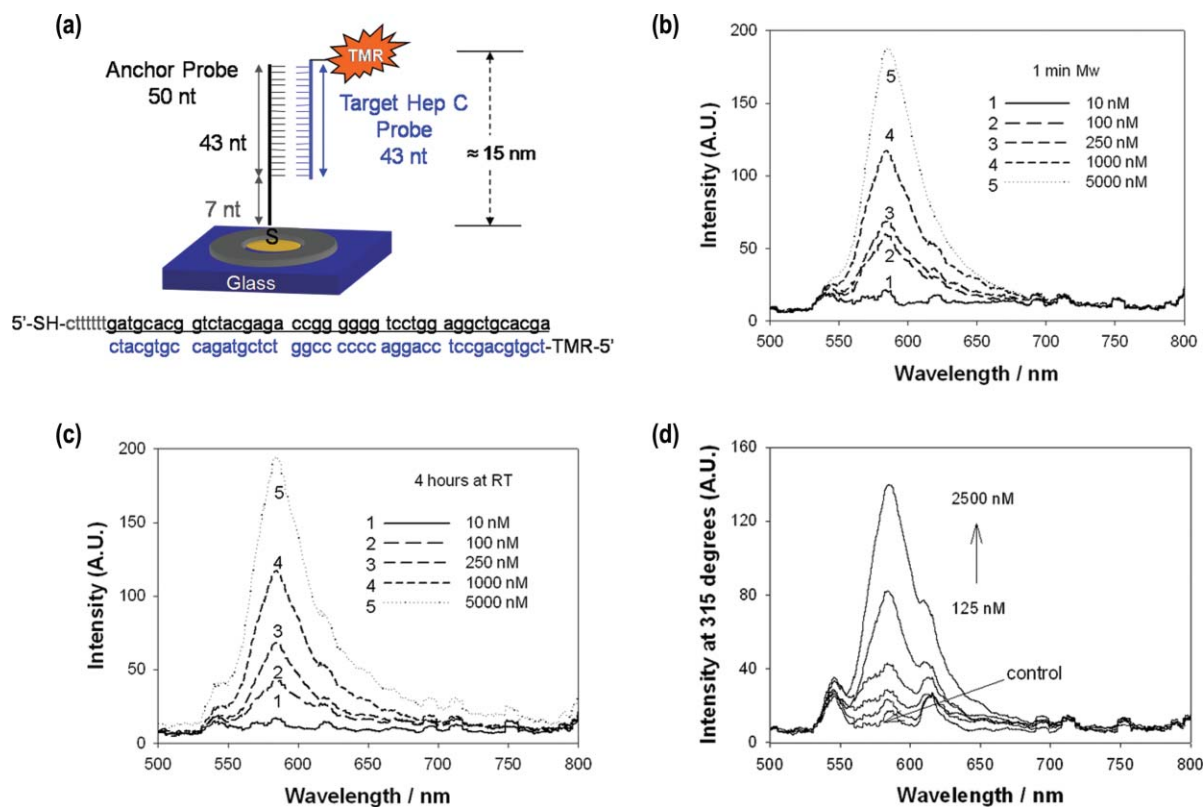 (a)
TMR
Anchor Probe
50 nt
Target Hep C
Probe
43 nt
43 nt
≈ 15 nm
7 nt
S
Glass
5'-SH-cttttttgatgcacg gtctacgaga ccgg gggg tcctgg aggctgcacga
ctacgtgc cagatgctct ggcc cccc aggacc tccgacgtgct-TMR-5'
(b)
200
150
100
50
0
Intensity (A.U.)
1 min Mw
1 10 nM
2 100 nM
3 250 nM
4 1000 nM
5 5000 nM
5
4
3
2
1
500 550 600 650 700 750 800
Wavelength / nm
(c)
200
150
100
50
0
Intensity (A.U.)
4 hours at RT
1 10 nM
2 100 nM
3 250 nM
4 1000 nM
5 5000 nM
5
4
3
2
1
500 550 600 650 700 750 800
Wavelength / nm
(d)
160
120
80
40
0
Intensity at 315 degrees (A.U.)
2500 nM
125 nM
control
500 550 600 650 700 750 800
Wavelength / nm